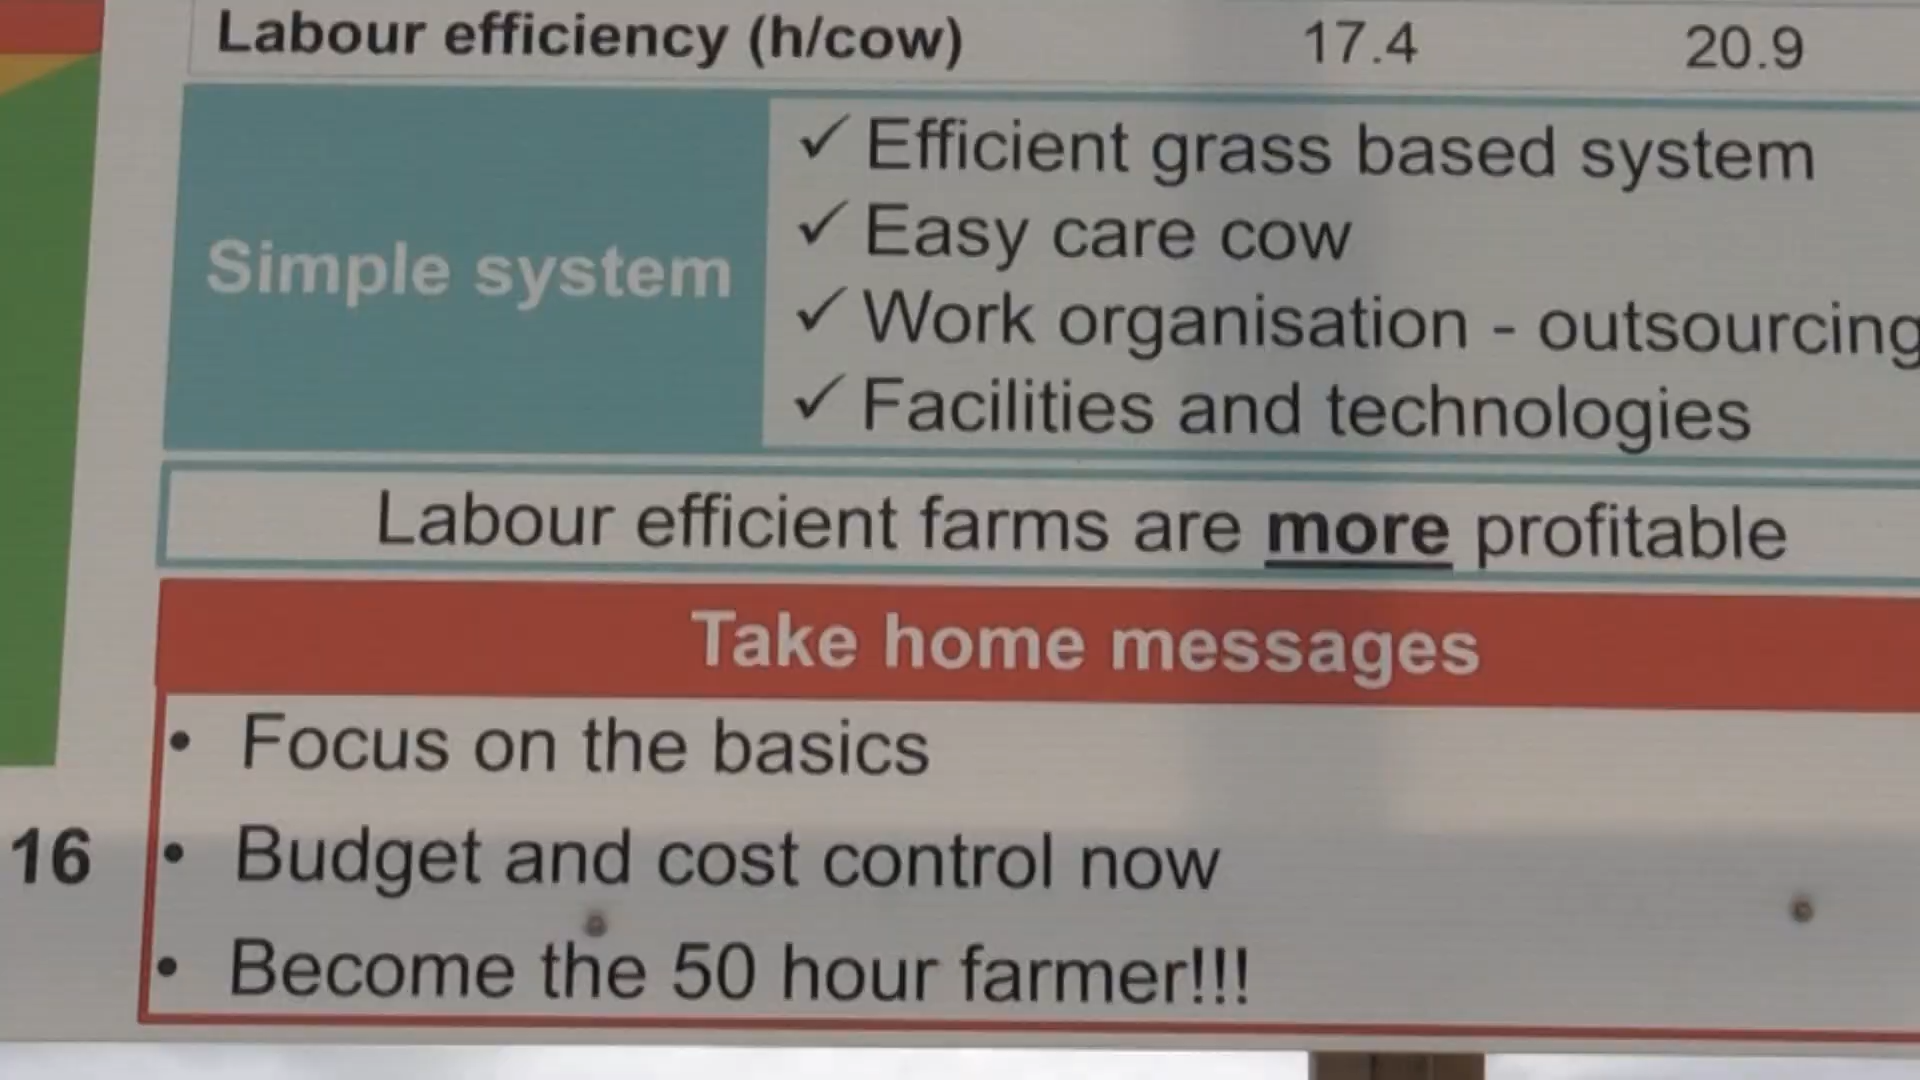 Labour efficiency (h/cow) 17.4 20.9
Simple system
✓ Efficient grass based system
✓ Easy care cow
✓ Work organisation - outsourcing
✓ Facilities and technologies
Labour efficient farms are more profitable
Take home messages
• Focus on the basics
16
• Budget and cost control now
• Become the 50 hour farmer!!!